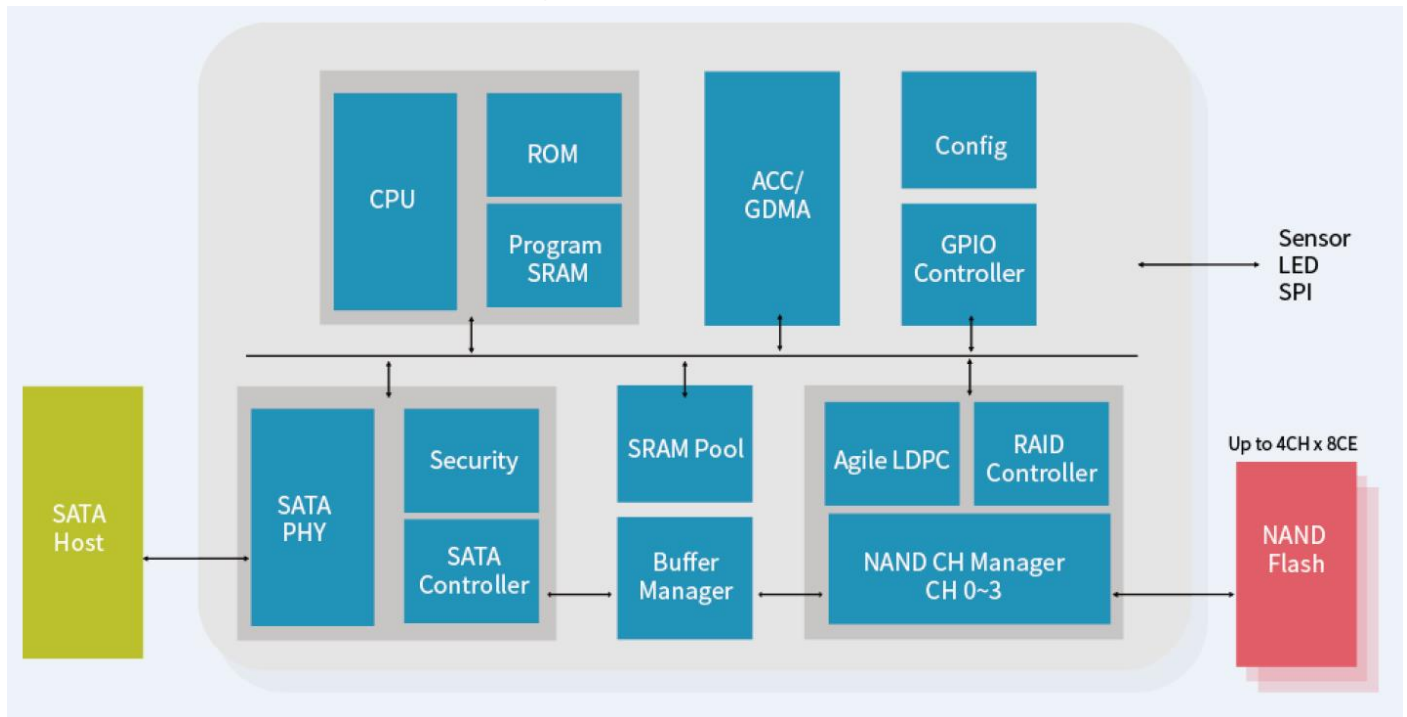 CPU
ROM
Program
SRAM
ACC/
GDMA
Config
GPIO
Controller
Sensor
LED
SPI
SATA
Host
SATA
PHY
Security
SATA
Controller
SRAM Pool
Buffer
Manager
Agile LDPC
RAID
Controller
NAND CH Manager
CH 0~3
Up to 4CH x 8CE
NAND
Flash